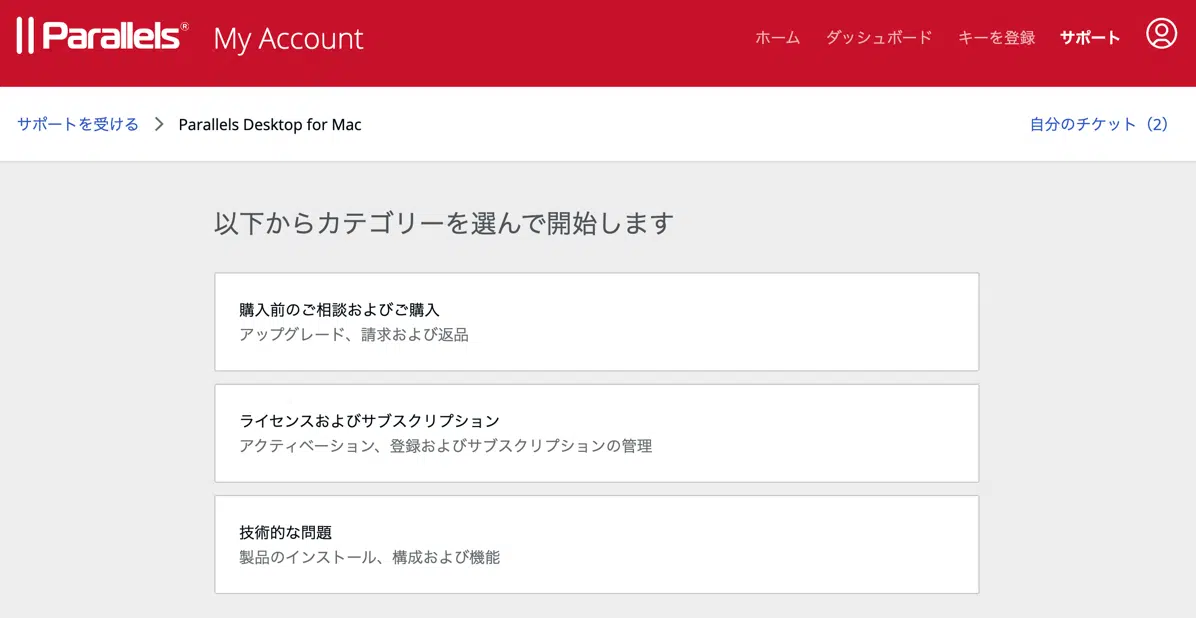 Parallels® My Account ホーム ダッシュボード キーを登録 サポート
サポートを受ける > Parallels Desktop for Mac 自分のチケット（2）
以下からカテゴリーを選んで開始します
購入前のご相談およびご購入
アップグレード、請求および返品
ライセンスおよびサブスクリプション
アクティベーション、登録およびサブスクリプションの管理
技術的な問題
製品のインストール、構成および機能